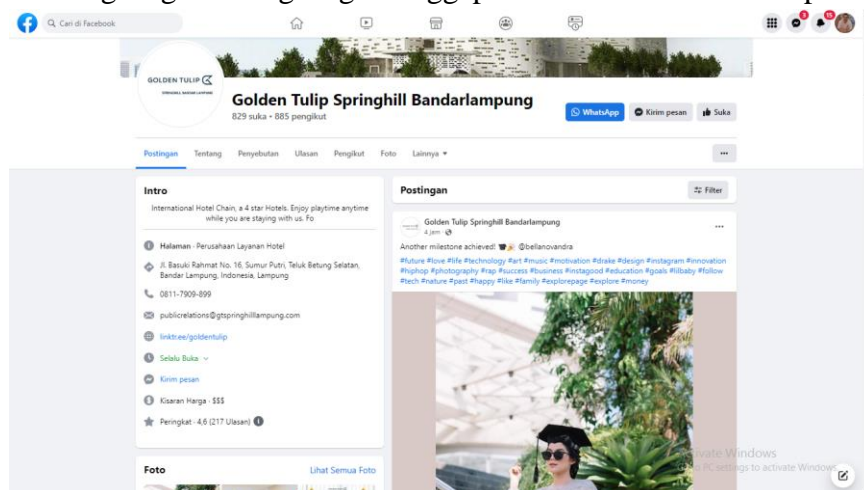 Cari di Facebook
3
15
GOLDEN TULIP
SPRINGHILL BANDAR LAMPUNG
Golden Tulip Springhill Bandarlampung
829 suka • 885 pengikut
WhatsApp
Kirim pesan
Suka
Postingan Tentang Penyebutan Ulasan Pengikut Foto Lainnya
Intro
International Hotel Chain, a 4 star Hotels. Enjoy playtime anytime
while you are staying with us. Fo
Halaman · Perusahaan Layanan Hotel
Jl. Basuki Rahmat No. 16, Sumur Putri, Teluk Betung Selatan,
Bandar Lampung, Indonesia, Lampung
0811-7909-899
publicrelations@gtspringhilllampung.com
linktr.ee/goldentulip
Selalu Buka
Kirim pesan
Kisaran Harga · $$$
Peringkat · 4,6 (217 Ulasan)
Foto
Lihat Semua Foto
Postingan
Filter
Golden Tulip Springhill Bandarlampung
4 jam
Another milestone achieved! @bellanovandra
#future #love #life #technology #art #music #motivation #drake #design #instagram #innovation
#hiphop #photography #rap #success #business #instagood #education #goals #lilbaby #follow
#tech #nature #past #happy #like #family #explorepage #explore #money
Activate Windows
PC settings to activate Windows